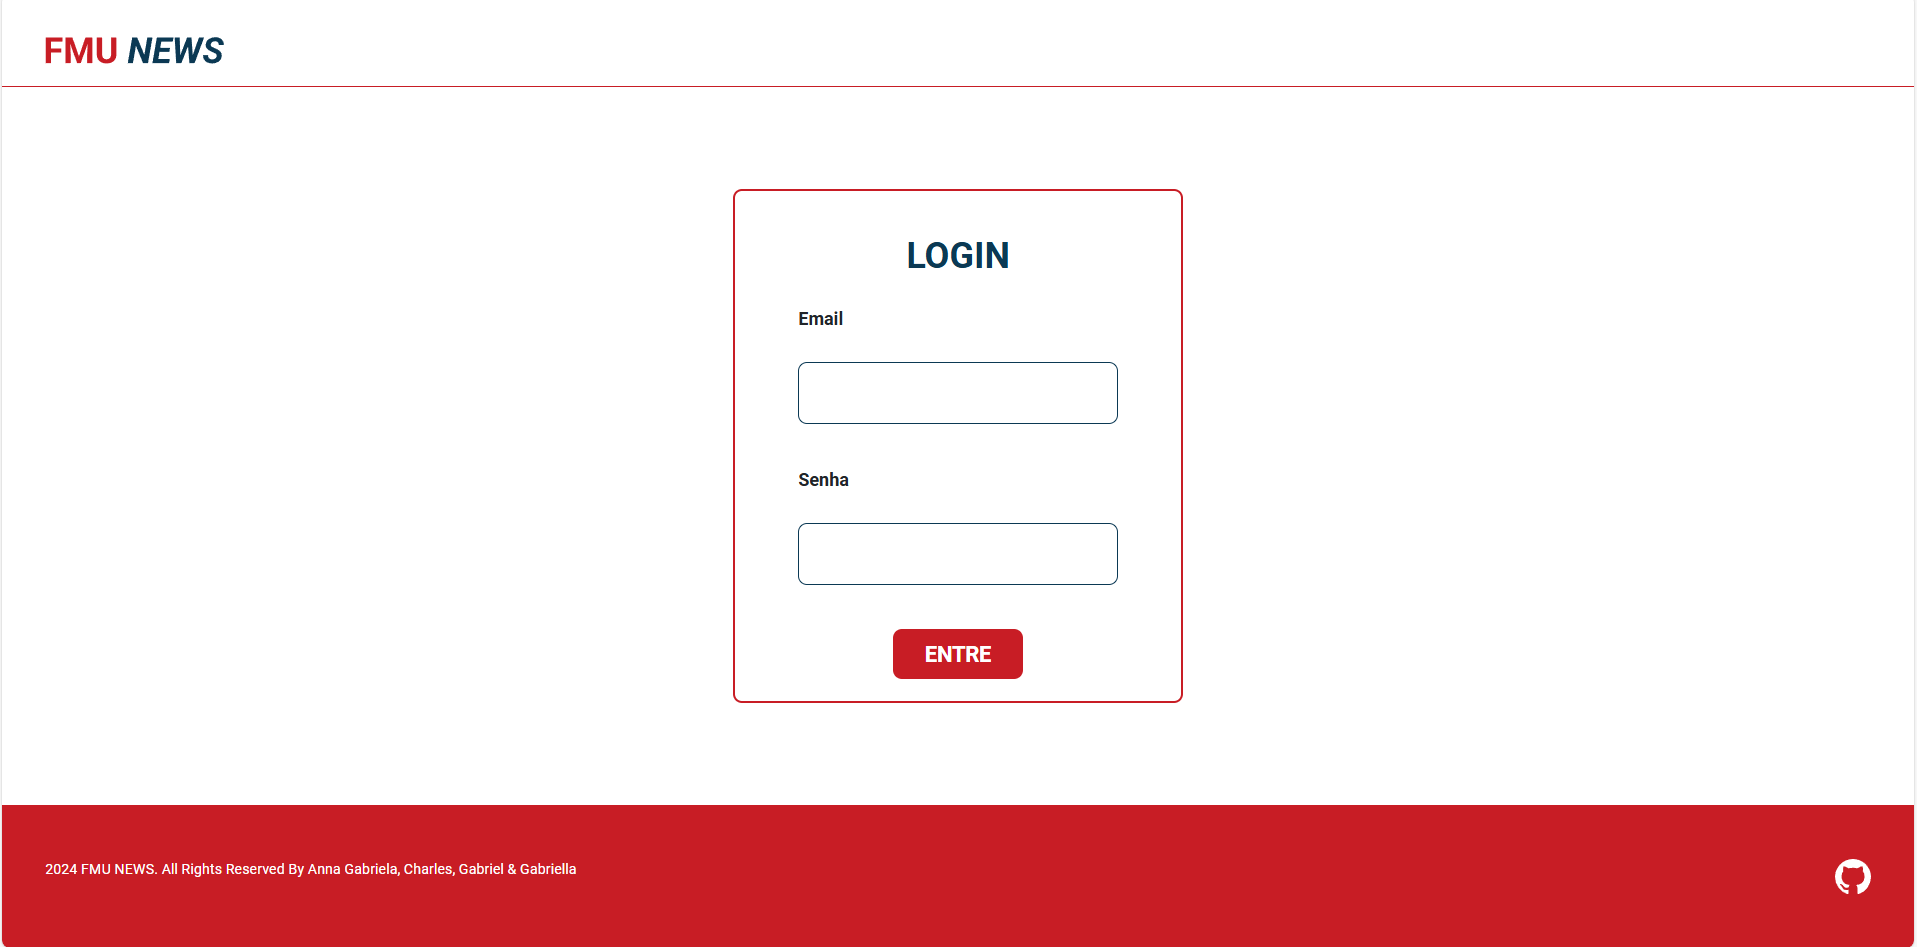 FMU NEWS
LOGIN
Email
Senha
ENTRE
2024 FMU NEWS. All Rights Reserved By Anna Gabriela, Charles, Gabriel & Gabriella